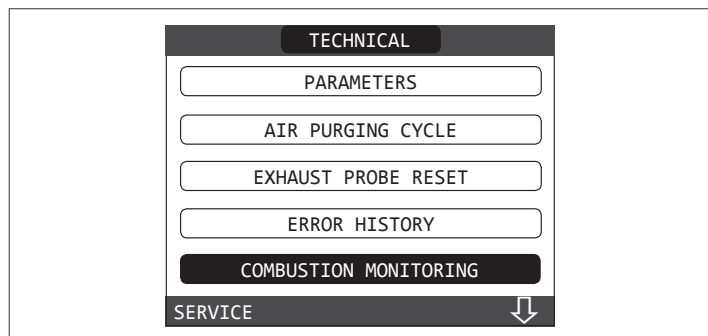 TECHNICAL
PARAMETERS
AIR PURGING CYCLE
EXHAUST PROBE RESET
ERROR HISTORY
COMBUSTION MONITORING
SERVICE